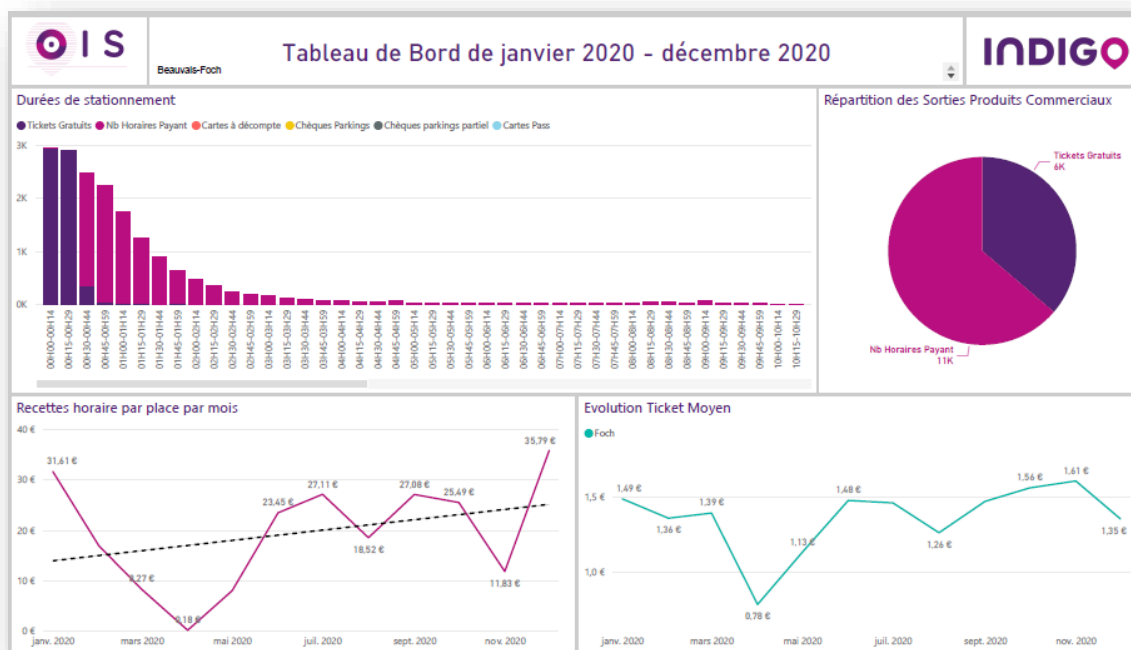 OIS
Beauvais-Foch
Tableau de Bord de janvier 2020 - décembre 2020
INDIGO
Durées de stationnement
Tickets Gratuits Nb Horaires Payant Cartes à décompte Chèques Parkings Chèques parkings partiel Cartes Pass
3K
2K
1K
0K
00H00-00H14
00H15-00H29
00H30-00H44
00H45-00H59
01H00-01H14
01H15-01H29
01H30-01H44
01H45-01H59
02H00-02H14
02H15-02H29
02H30-02H44
02H45-02H59
03H00-03H14
03H15-03H29
03H30-03H44
03H45-03H59
04H00-04H14
04H15-04H29
04H30-04H44
04H45-04H59
05H15-05H29
05H30-05H44
05H45-05H59
06H00-06H14
06H15-06H29
06H30-06H44
06H45-06H59
07H00-07H14
07H15-07H29
07H30-07H44
07H45-07H59
08H00-08H14
08H15-08H29
08H30-08H44
08H45-08H59
09H00-09H14
09H15-09H29
09H30-09H44
09H45-09H59
10H00-10H14
10H15-10H29
Répartition des Sorties Produits Commerciaux
Tickets Gratuits
6K
Nb Horaires Payant
11K
Recettes horaire par place par mois
40 €
30 €
20 €
10 €
0 €
31,61 €
8,27 €
0,18 €
23,45 €
27,11 €
18,52 €
27,08 €
25,49 €
11,83 €
35,79 €
janv. 2020 mars 2020 mai 2020 juil. 2020 sept. 2020 nov. 2020
Evolution Ticket Moyen
Foch
1,5 €
1,0 €
1,49 €
1,36 €
1,39 €
0,78 €
1,13 €
1,48 €
1,26 €
1,56 €
1,61 €
1,35 €
janv. 2020 mars 2020 mai 2020 juil. 2020 sept. 2020 nov. 2020